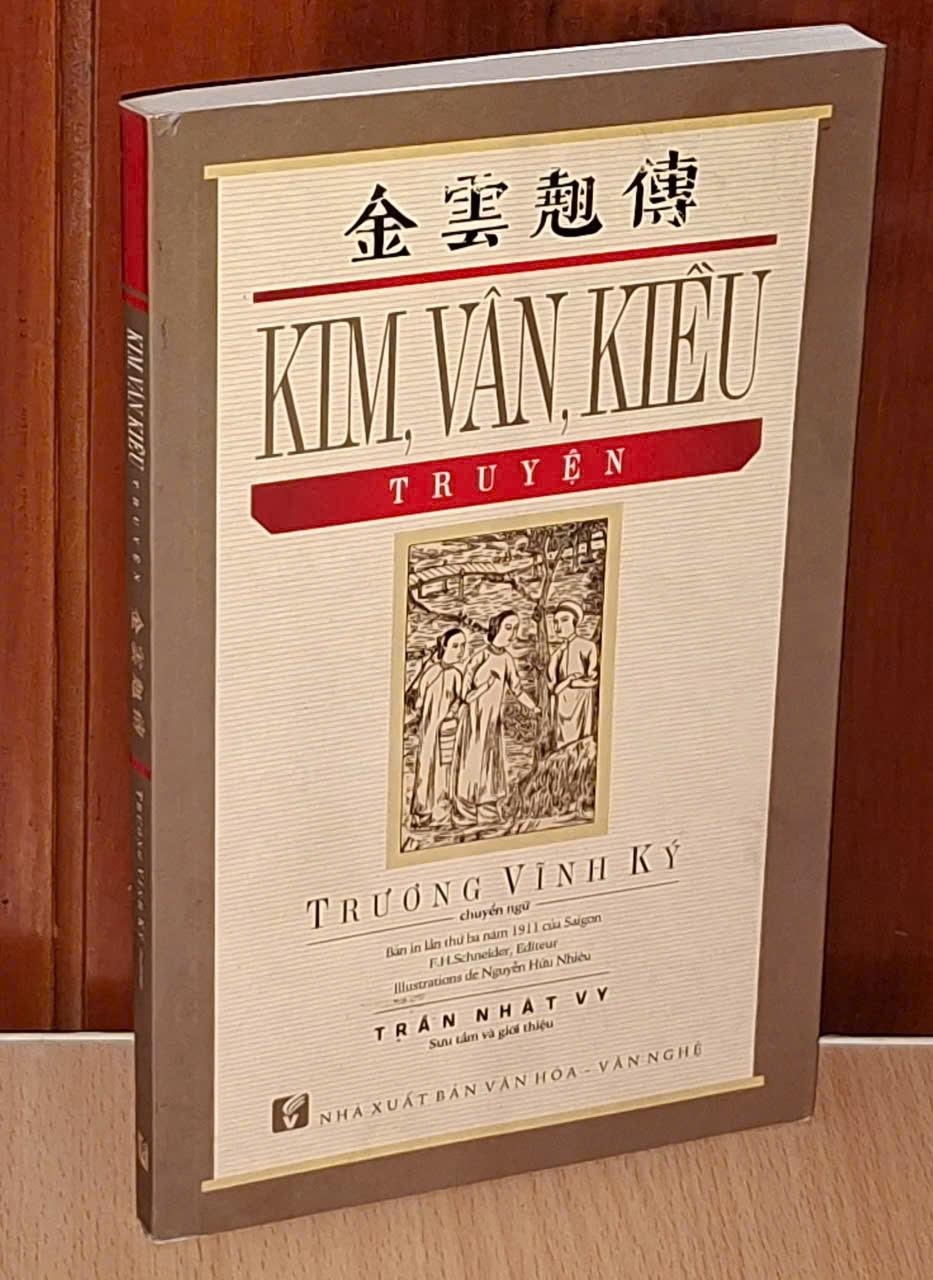 金雲翹傳
KIM, VÂN, KIỀU
TRUYỆN
TRƯƠNG VĨNH KÝ
chuyển ngữ
Bản in lần thứ ba năm 1911 của Saigon
F.H.Schneider, Editeur
Illustrations de Nguyễn Hữu Nhiêu
TRẦN NHẬT VY
Sưu tầm và giới thiệu
NHÀ XUẤT BẢN VĂN HÓA - VĂN NGHỆ
KIM, VÂN, KIỀU TRUYỆN 金雲翹傳 TRƯƠNG VĨNH KÝ